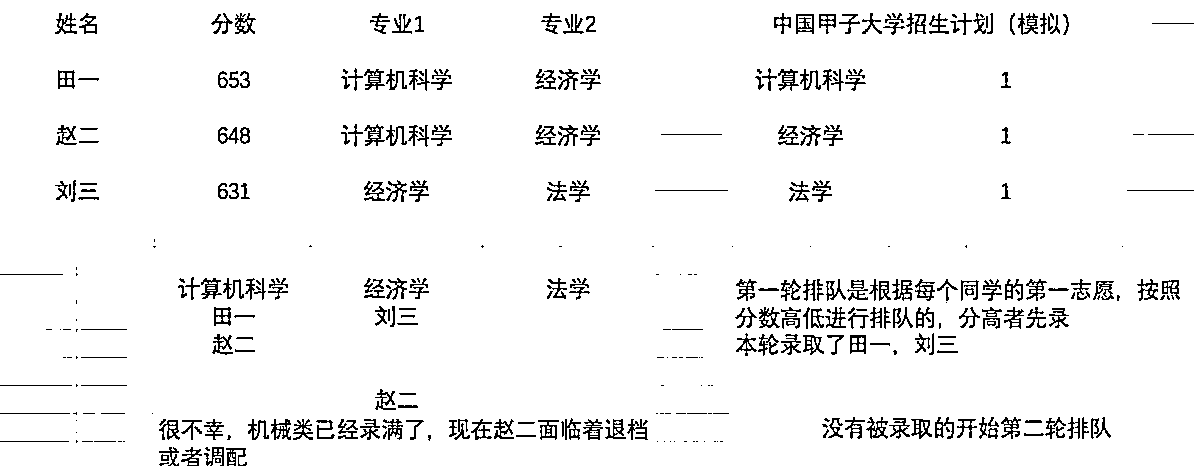 姓名 分数 专业1 专业2 中国甲子大学招生计划（模拟）
田一 653 计算机科学 经济学 计算机科学 1
赵二 648 计算机科学 经济学 经济学 1
刘三 631 经济学 法学 法学 1
计算机科学 经济学 法学
田一 刘三
赵二
第一轮排队是根据每个同学的第一志愿，按照
分数高低进行排队的，分高者先录
本轮录取了田一，刘三
赵二
很不幸，机械类已经录满了，现在赵二面临着退档
或者调配
没有被录取的开始第二轮排队